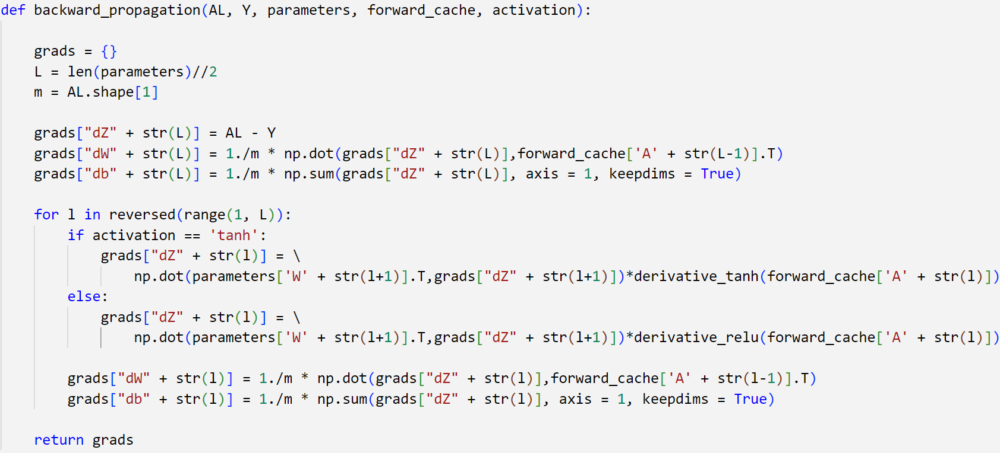 def backward_propagation(AL, Y, parameters, forward_cache, activation):
    grads = {}
    L = len(parameters)//2
    m = AL.shape[1]
    grads["dZ" + str(L)] = AL - Y
    grads["dW" + str(L)] = 1./m * np.dot(grads["dZ" + str(L)],forward_cache['A' + str(L-1)].T)
    grads["db" + str(L)] = 1./m * np.sum(grads["dZ" + str(L)], axis = 1, keepdims = True)
    for l in reversed(range(1, L)):
        if activation == 'tanh':
            grads["dZ" + str(l)] = \
                np.dot(parameters['W' + str(l+1)].T,grads["dZ" + str(l+1)])*derivative_tanh(forward_cache['A' + str(l)])
        else:
            grads["dZ" + str(l)] = \
                np.dot(parameters['W' + str(l+1)].T,grads["dZ" + str(l+1)])*derivative_relu(forward_cache['A' + str(l)])
        grads["dW" + str(l)] = 1./m * np.dot(grads["dZ" + str(l)],forward_cache['A' + str(l-1)].T)
        grads["db" + str(l)] = 1./m * np.sum(grads["dZ" + str(l)], axis = 1, keepdims = True)
    return grads